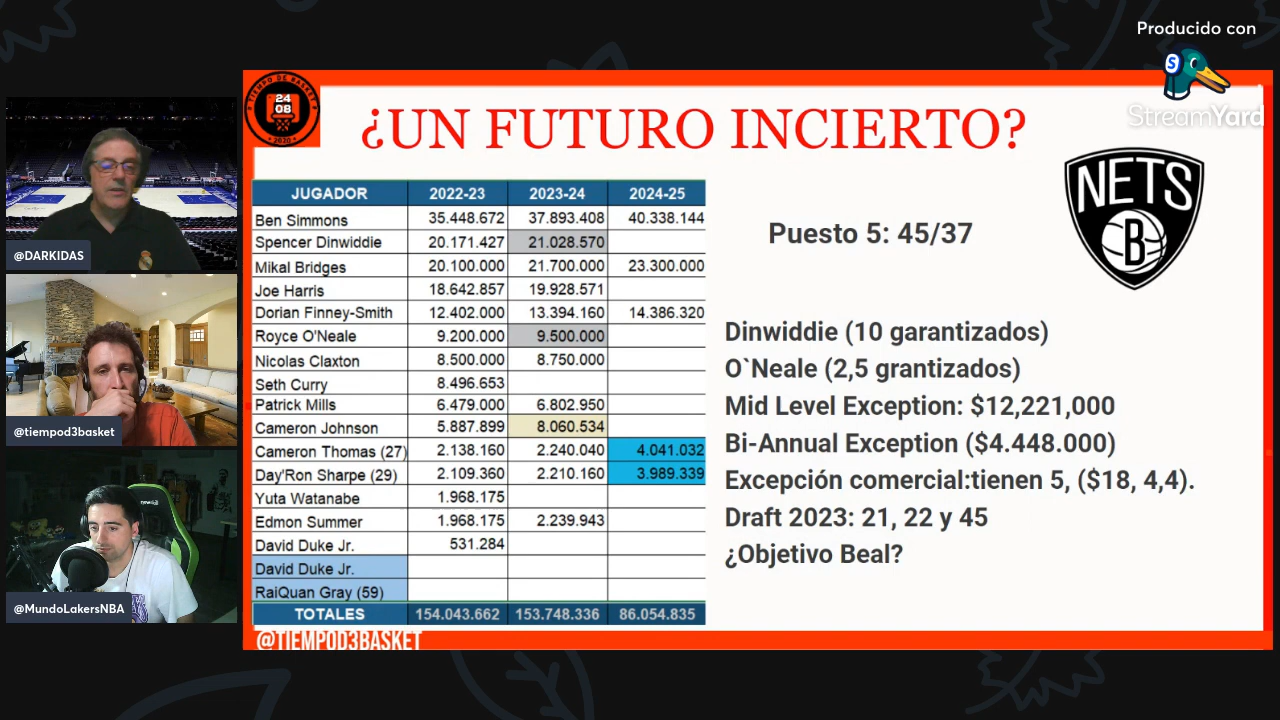 Producido con
StreamYard
TIEMPO DE BASKET
24
08
2020
¿UN FUTURO INCIERTO?
NETS
B
JUGADOR 2022-23 2023-24 2024-25
Ben Simmons 35.448.672 37.893.408 40.338.144
Spencer Dinwiddie 20.171.427 21.028.570
Mikal Bridges 20.100.000 21.700.000 23.300.000
Joe Harris 18.642.857 19.928.571
Dorian Finney-Smith 12.402.000 13.394.160 14.386.320
Royce O'Neale 9.200.000 9.500.000
Nicolas Claxton 8.500.000 8.750.000
Seth Curry 8.496.653
Patrick Mills 6.479.000 6.802.950
Cameron Johnson 5.887.899 8.060.534
Cameron Thomas (27) 2.138.160 2.240.040 4.041.032
Day'Ron Sharpe (29) 2.109.360 2.210.160 3.989.339
Yuta Watanabe 1.968.175
Edmon Summer 1.968.175 2.239.943
David Duke Jr. 531.284
David Duke Jr.
RaiQuan Gray (59)
TOTALES 154.043.662 153.748.336 86.054.835
Puesto 5: 45/37
Dinwiddie (10 garantizados)
O`Neale (2,5 grantizados)
Mid Level Exception: $12,221,000
Bi-Annual Exception ($4.448.000)
Excepción comercial:tienen 5, ($18, 4,4).
Draft 2023: 21, 22 y 45
¿Objetivo Beal?
@TIEMPOD3BASKET
@DARKIDAS
@tiempod3basket
@MundoLakersNBA